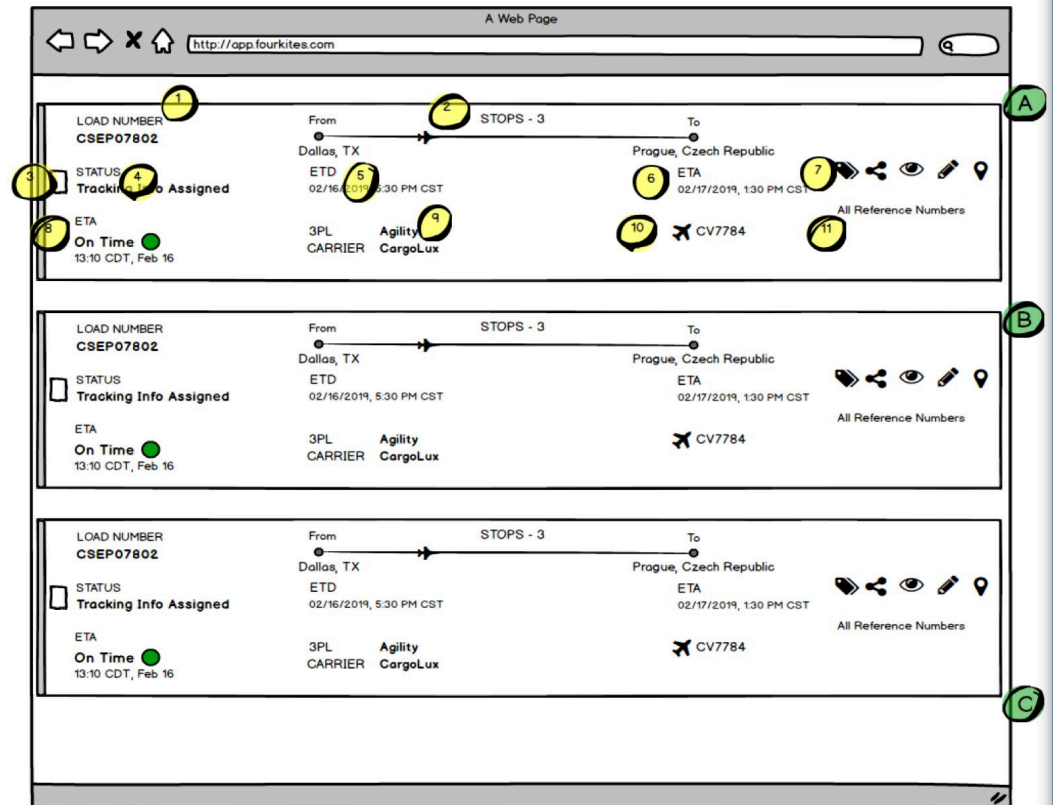 A Web Page
http://app.fourkites.com
1
2
A
LOAD NUMBER
CSEP07802
From
STOPS - 3
To
Dallas, TX
Prague, Czech Republic
3
STATUS
4
Tracking Info Assigned
ETD
5
02/16/2019, 5:30 PM CST
6
ETA
02/17/2019, 1:30 PM CST
7
All Reference Numbers
8
ETA
On Time
13:10 CDT, Feb 16
3PL Agility
9
CARRIER CargoLux
10
CV7784
11
B
LOAD NUMBER
CSEP07802
From
STOPS - 3
To
Dallas, TX
Prague, Czech Republic
STATUS
Tracking Info Assigned
ETD
02/16/2019, 5:30 PM CST
ETA
02/17/2019, 1:30 PM CST
All Reference Numbers
ETA
On Time
13:10 CDT, Feb 16
3PL Agility
CARRIER CargoLux
CV7784
LOAD NUMBER
CSEP07802
From
STOPS - 3
To
Dallas, TX
Prague, Czech Republic
STATUS
Tracking Info Assigned
ETD
02/16/2019, 5:30 PM CST
ETA
02/17/2019, 1:30 PM CST
All Reference Numbers
ETA
On Time
13:10 CDT, Feb 16
3PL Agility
CARRIER CargoLux
CV7784
C